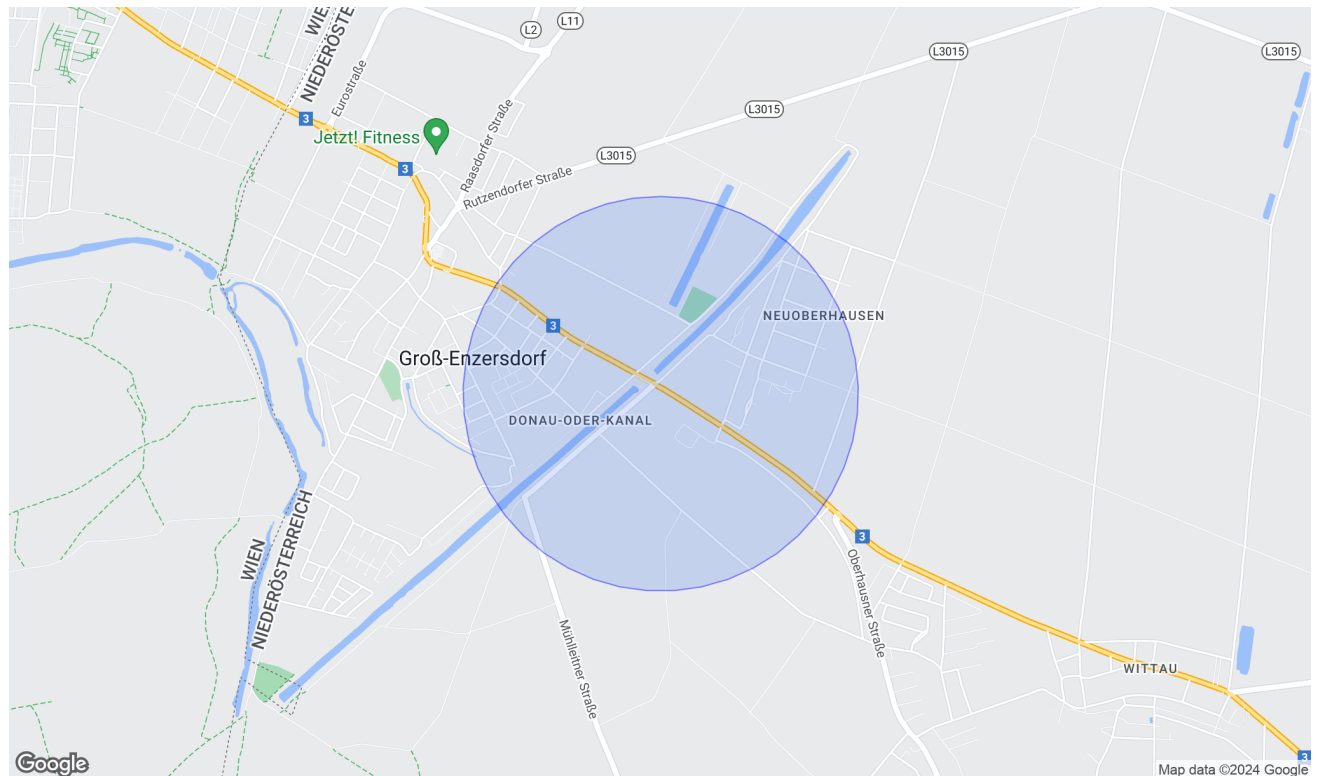 WIEN
NIEDERÖSTE
L2
L11
L3015
L3015
Eurostraße
3
Jetzt! Fitness
Raasdorfer Straße
L3015
3
L3015
Rutzendorfer Straße
NEUOBERHAUSEN
3
Groß-Enzersdorf
DONAU-ODER-KANAL
WIEN
NIEDERÖSTERREICH
3
Oberhausner Straße
Mühlleitner Straße
WITTAU
3
Google
Map data ©2024 Google